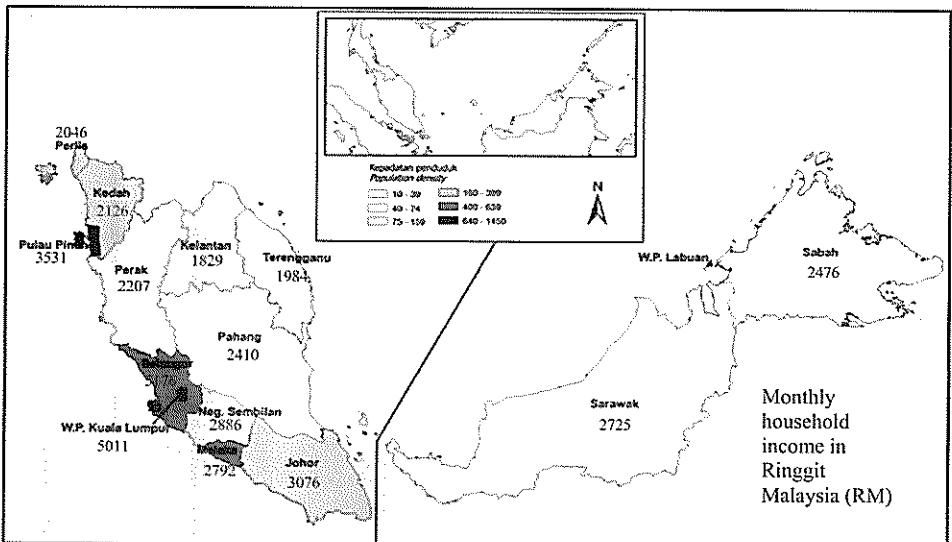 Kepadatan penduduk
Population density
10 - 39
40 - 74
75 - 159
160 - 399
400 - 639
640 - 1450
N
2046
Perlis
Kedah
2126
Pulau Pinang
3531
Perak
2207
Kelantan
1829
Terengganu
1984
Pahang
2410
Selangor
W.P. Kuala Lumpur
5011
Neg. Sembilan
2886
Melaka
2792
Johor
3076
W.P. Labuan
Sabah
2476
Sarawak
2725
Monthly
household
income in
Ringgit
Malaysia (RM)